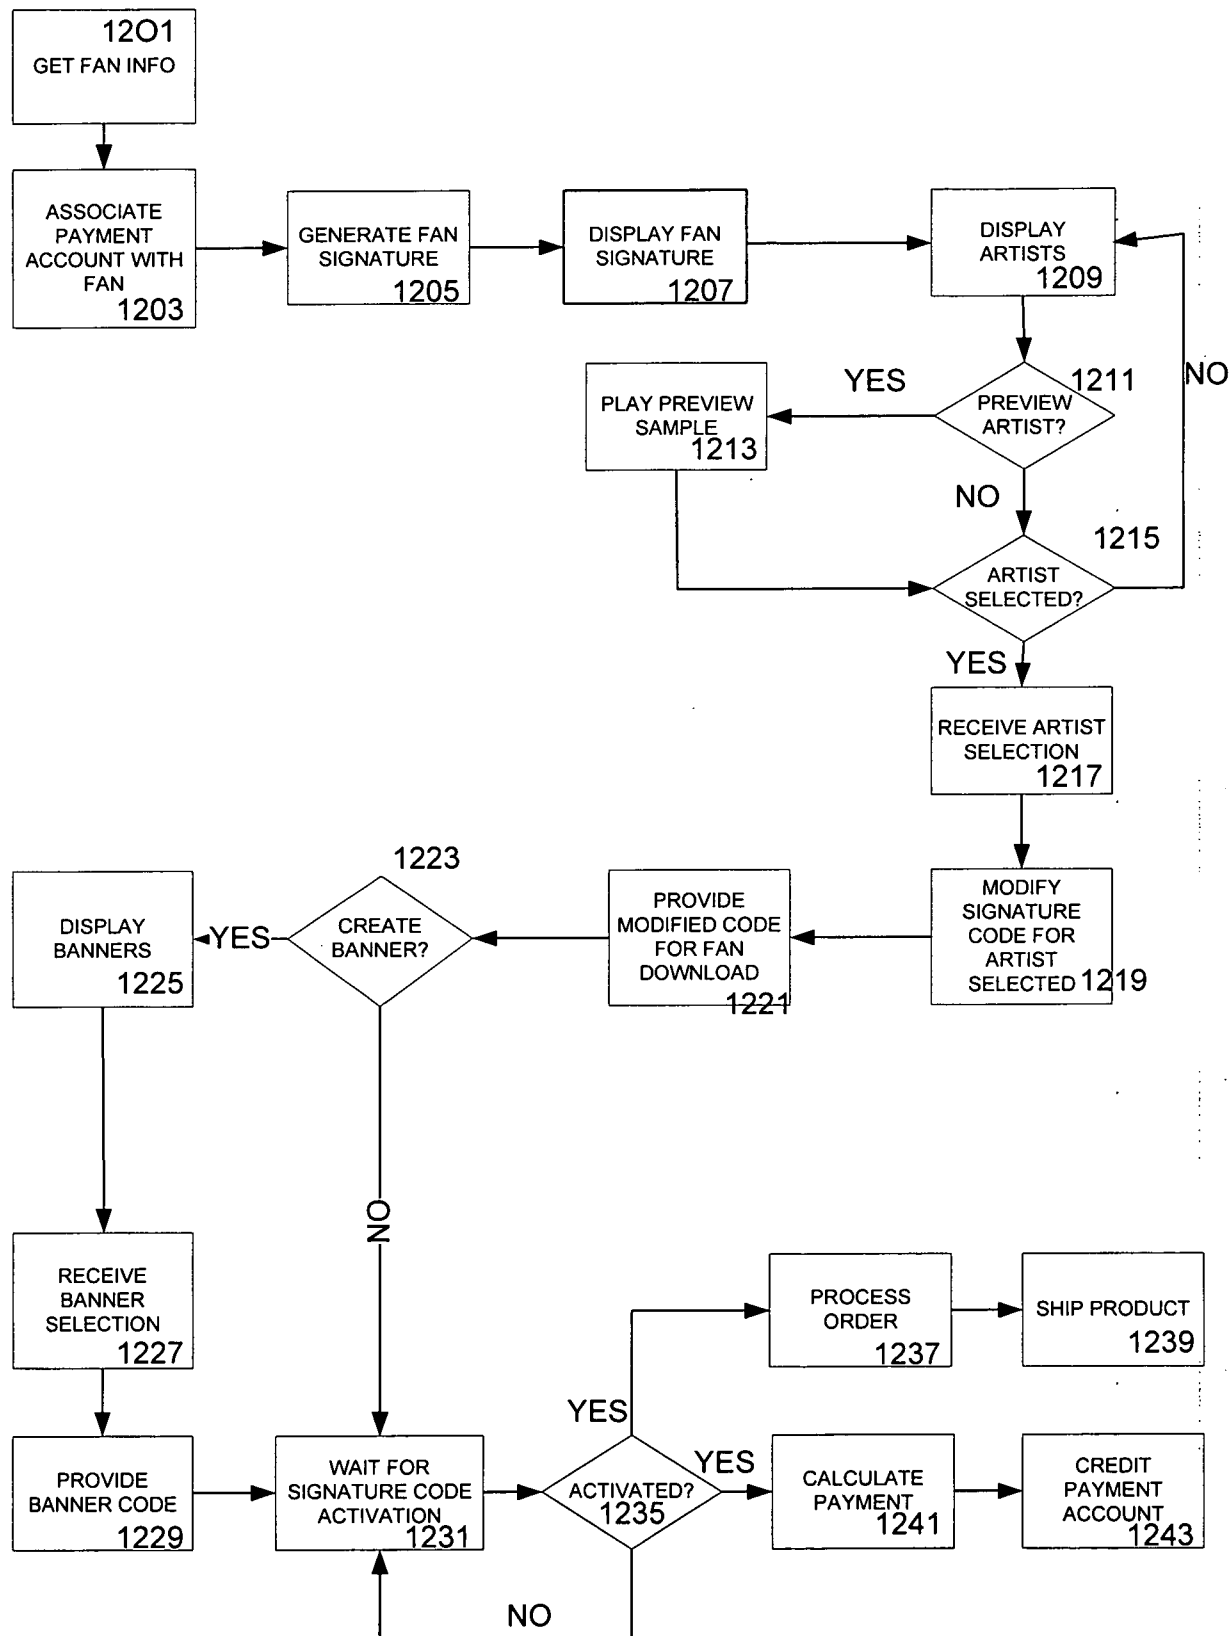 1201
GET FAN INFO
ASSOCIATE
PAYMENT
ACCOUNT WITH
FAN
1203
GENERATE FAN
SIGNATURE
1205
DISPLAY FAN
SIGNATURE
1207
DISPLAY
ARTISTS
1209
1211
PREVIEW
ARTIST?
YES
NO
NO
PLAY PREVIEW
SAMPLE
1213
1215
ARTIST
SELECTED?
YES
RECEIVE ARTIST
SELECTION
1217
MODIFY
SIGNATURE
CODE FOR
ARTIST
SELECTED
1219
PROVIDE
MODIFIED CODE
FOR FAN
DOWNLOAD
1221
1223
CREATE
BANNER?
YES
NO
DISPLAY
BANNERS
1225
RECEIVE
BANNER
SELECTION
1227
PROVIDE
BANNER CODE
1229
WAIT FOR
SIGNATURE CODE
ACTIVATION
1231
ACTIVATED?
1235
YES
YES
NO
PROCESS
ORDER
1237
SHIP PRODUCT
1239
CALCULATE
PAYMENT
1241
CREDIT
PAYMENT
ACCOUNT
1243